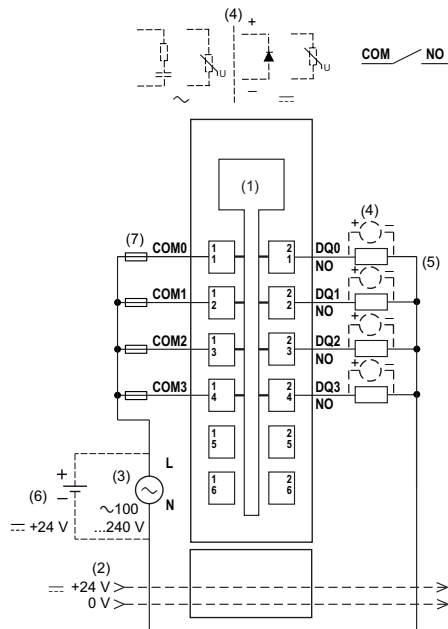 (4)
+
COM NO
U
U
~
–
⎓
(1)
(7)
COM0
1 1
2 1
DQ0
NO
+
(4)
⎓
(5)
COM1
1 2
2 2
DQ1
NO
+
⎓
COM2
1 3
2 3
DQ2
NO
+
⎓
COM3
1 4
2 4
DQ3
NO
+
⎓
1 5
2 5
1 6
2 6
+
(6)
–
⎓ +24 V
(3)
~
L
N
~100
...240 V
(2)
⎓ +24 V
0 V